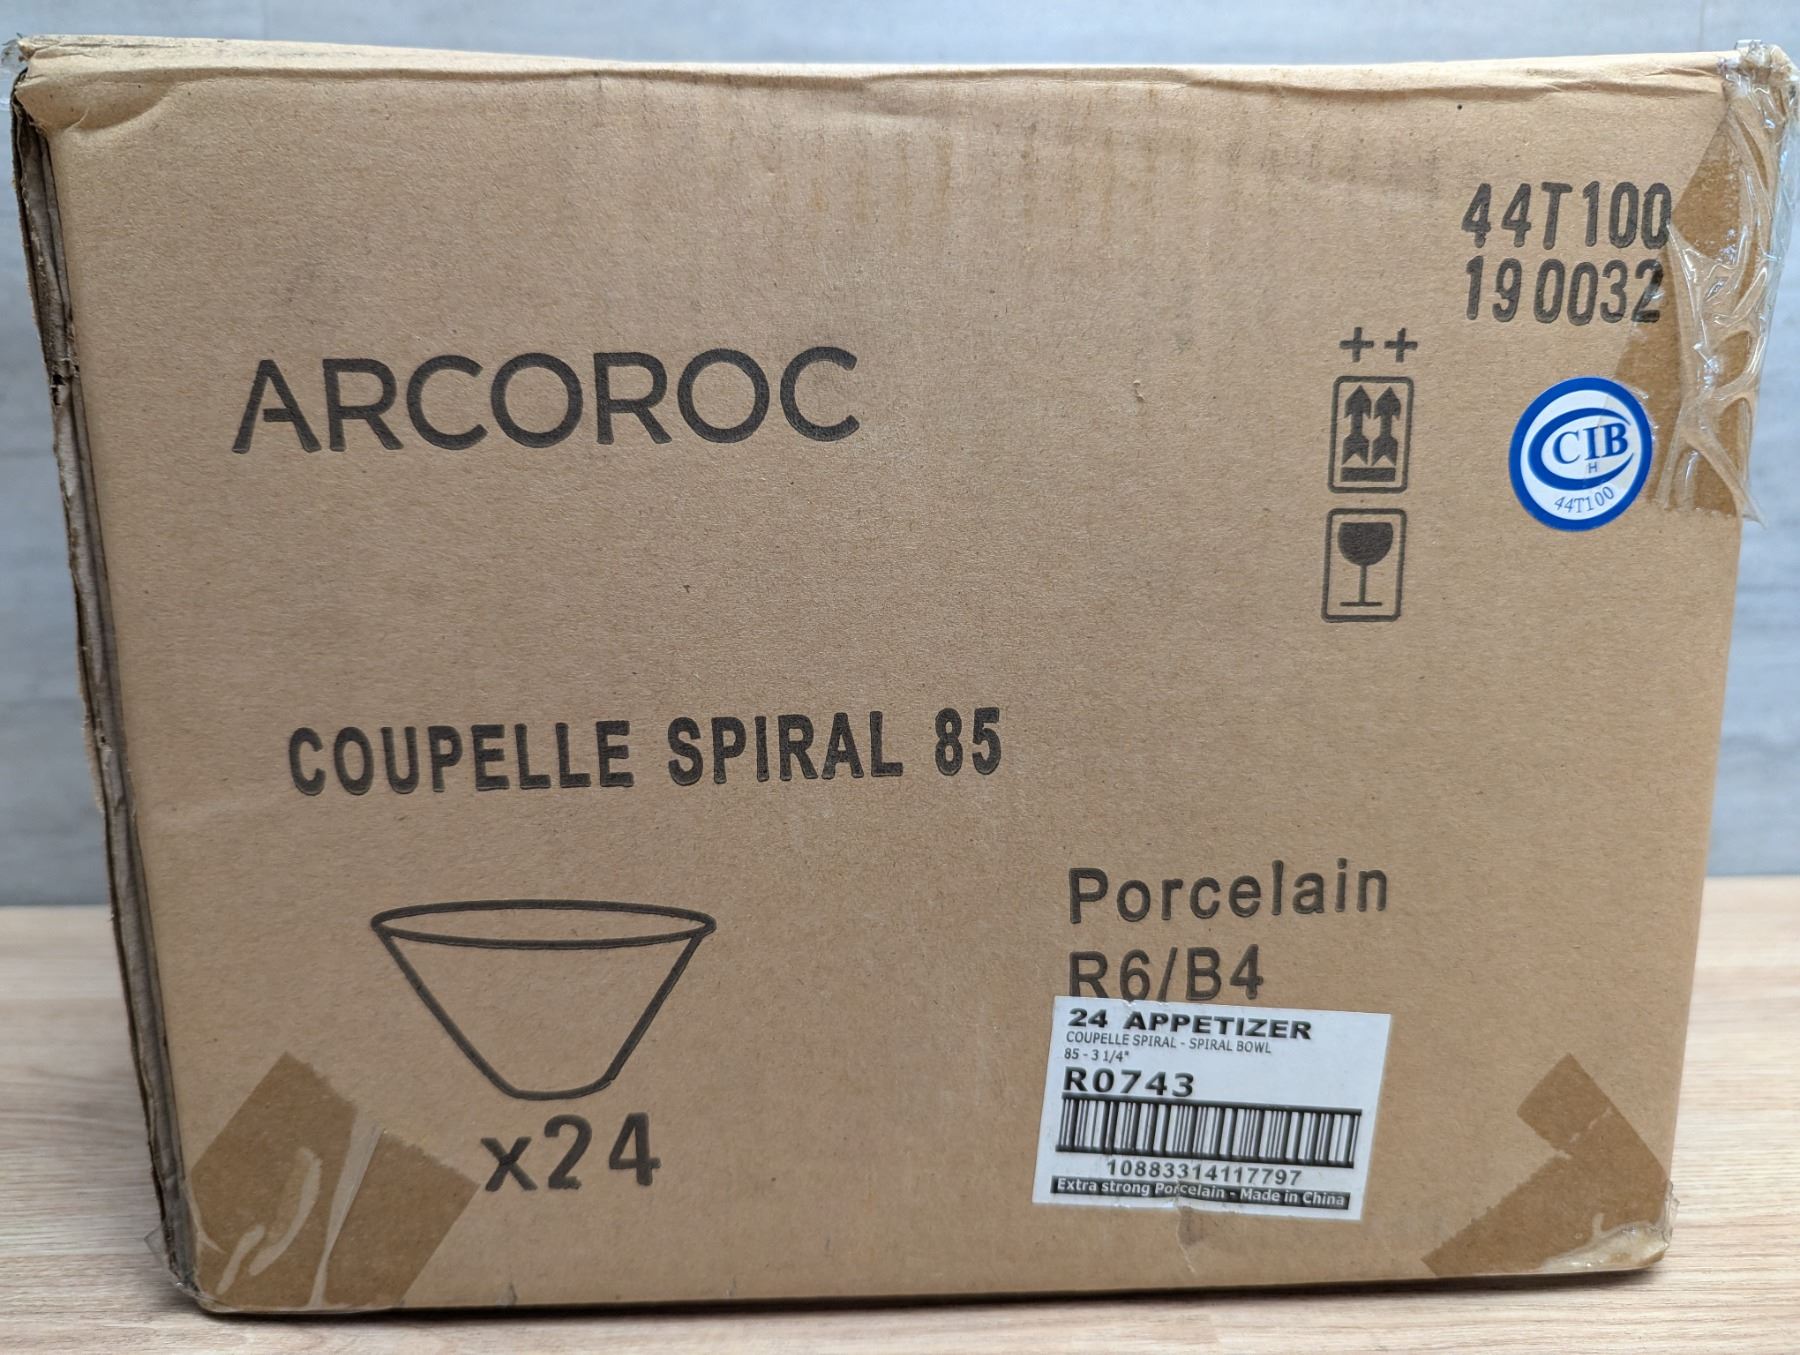 44T100
190032
ARCOROC
++
CIB
H
44T100
COUPELLE SPIRAL 85
Porcelain
R6/B4
x24
24 APPETIZER
COUPELLE SPIRAL - SPIRAL BOWL
85 - 3 1/4"
R0743
10883314117797
Extra strong Porcelain - Made in China